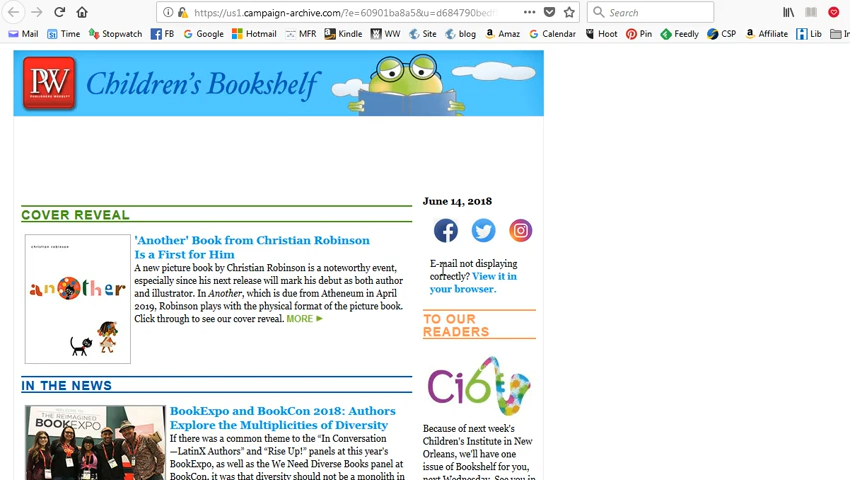 https://us1.campaign-archive.com/?e=60901ba8a5&u=d684790bed
Search
Mail
Time
Stopwatch
FB
Google
Hotmail
MFR
Kindle
WW
Site
blog
Amaz
Calendar
Hoot
Pin
Feedly
CSP
Affiliate
Lib
PW
PUBLISHERS WEEKLY
Children's Bookshelf
June 14, 2018
COVER REVEAL
christian robinson
another
'Another' Book from Christian Robinson
Is a First for Him
A new picture book by Christian Robinson is a noteworthy event,
especially since his next release will mark his debut as both author
and illustrator. In Another, which is due from Atheneum in April
2019, Robinson plays with the physical format of the picture book.
Click through to see our cover reveal. MORE ►
E-mail not displaying
correctly? View it in
your browser.
TO OUR
READERS
Ci6
Because of next week's
Children's Institute in New
Orleans, we'll have one
issue of Bookshelf for you,
next Wednesday. See you in
IN THE NEWS
THE REIMAGINED
BOOKEXPO
BookExpo and BookCon 2018: Authors
Explore the Multiplicities of Diversity
If there was a common theme to the “In Conversation
—LatinX Authors” and “Rise Up!” panels at this year's
BookExpo, as well as the We Need Diverse Books panel at
BookCon, it was that diversity should not be a monolith in